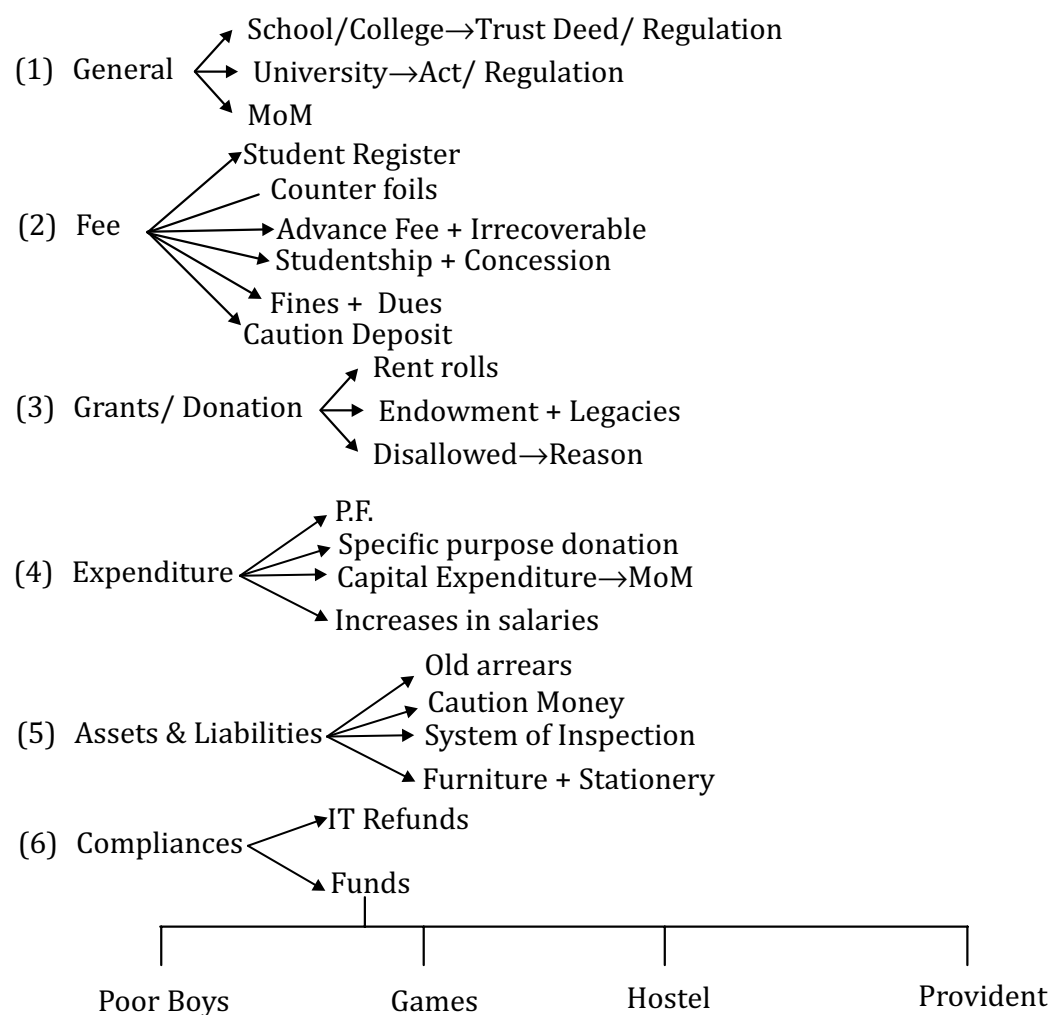 School/College→Trust Deed/ Regulation
(1) General
University→Act/ Regulation
MoM
Student Register
Counter foils
(2) Fee
Advance Fee + Irrecoverable
Studentship + Concession
Fines + Dues
Caution Deposit
Rent rolls
(3) Grants/ Donation
Endowment + Legacies
Disallowed→Reason
P.F.
Specific purpose donation
(4) Expenditure
Capital Expenditure→MoM
Increases in salaries
Old arrears
Caution Money
(5) Assets & Liabilities
System of Inspection
Furniture + Stationery
IT Refunds
(6) Compliances
Funds
Poor Boys Games Hostel Provident